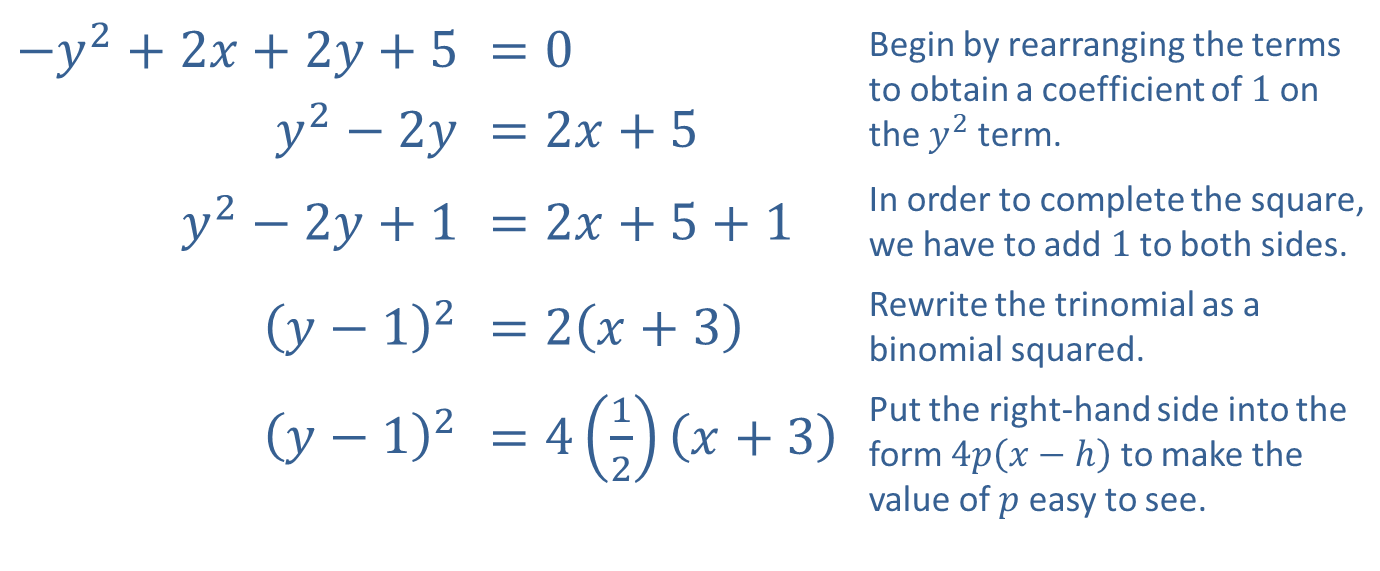 −y² + 2x + 2y + 5 = 0
Begin by rearranging the terms
to obtain a coefficient of 1 on
the y² term.
y² − 2y = 2x + 5
y² − 2y + 1 = 2x + 5 + 1
In order to complete the square,
we have to add 1 to both sides.
(y − 1)² = 2(x + 3)
Rewrite the trinomial as a
binomial squared.
(y − 1)² = 4(1/2)(x + 3)
Put the right-hand side into the
form 4p(x − h) to make the
value of p easy to see.